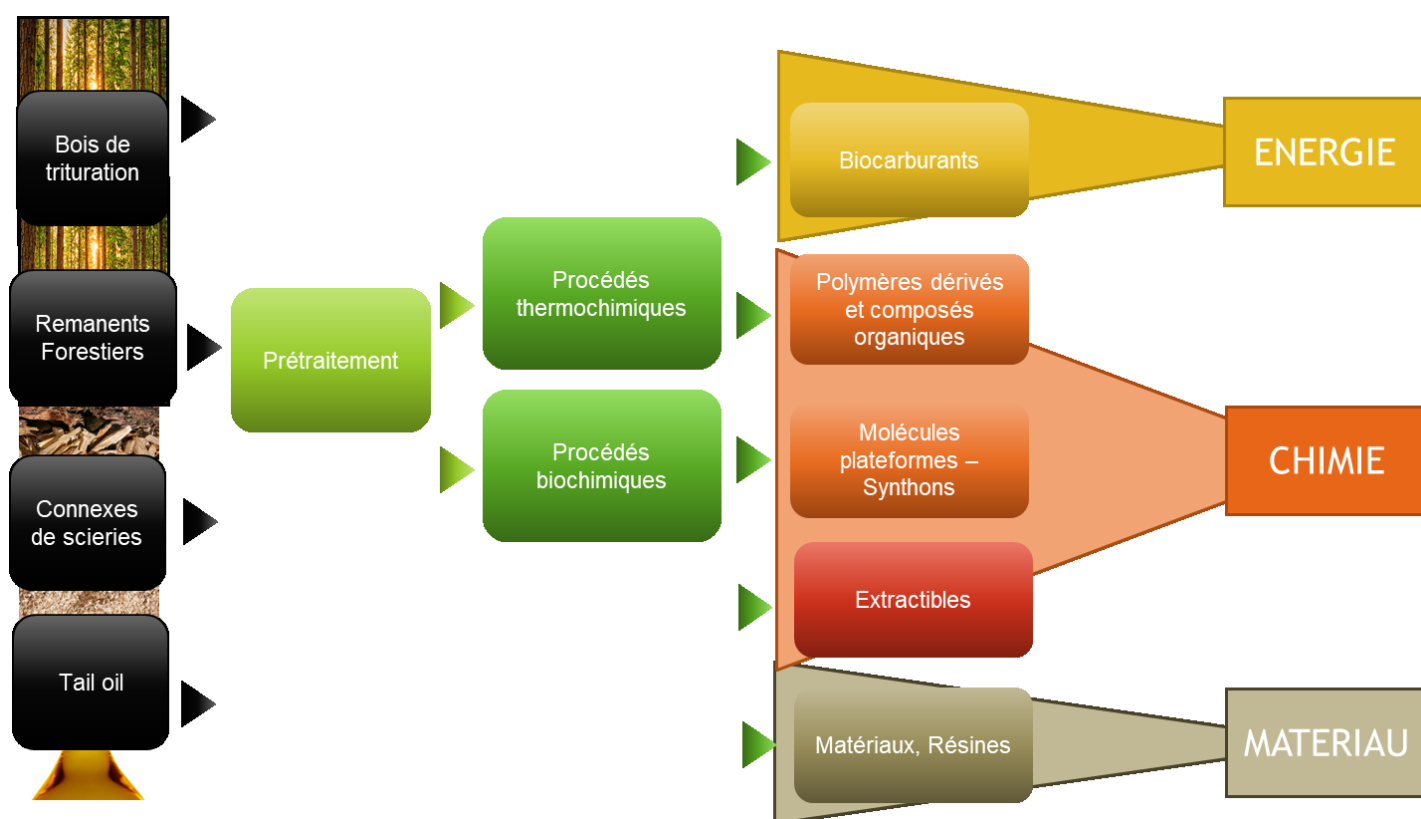 Bois de
trituration
Remanents
Forestiers
Connexes
de scieries
Tail oil
Prétraitement
Procédés
thermochimiques
Procédés
biochimiques
Biocarburants
Polymères dérivés
et composés
organiques
Molécules
plateformes –
Synthons
Extractibles
Matériaux, Résines
ENERGIE
CHIMIE
MATERIAU